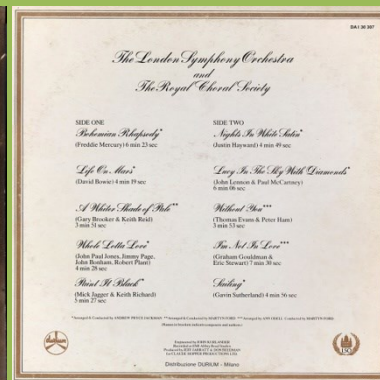 DAI 30 397
The London Symphony Orchestra
and
The Royal Choral Society
SIDE ONE
Bohemian Rhapsody*
(Freddie Mercury) 6 min 23 sec
Life On Mars*
(David Bowie) 4 min 19 sec
A Whiter Shade of Pale**
(Gary Brooker & Keith Reid)
3 min 51 sec
Whole Lotta Love*
(John Paul Jones, Jimmy Page,
John Bonham, Robert Plant)
4 min 28 sec
Paint It Black*
(Mick Jagger & Keith Richard)
5 min 27 sec
SIDE TWO
Nights In White Satin*
(Justin Hayward) 4 min 49 sec
Lucy In The Sky With Diamonds*
(John Lennon & Paul McCartney)
6 min 06 sec
Without You***
(Thomas Evans & Peter Ham)
3 min 53 sec
I'm Not In Love***
(Graham Gouldman &
Eric Stewart) 7 min 30 sec
Sailing*
(Gavin Sutherland) 4 min 56 sec
Distribuzione DURIUM - Milano
durium